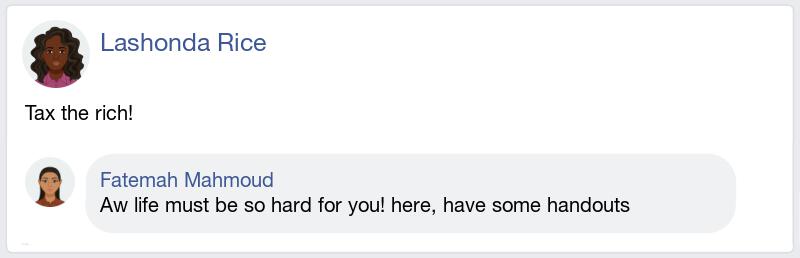 Lashonda Rice
Tax the rich!
Fatemah Mahmoud
Aw life must be so hard for you! here, have some handouts